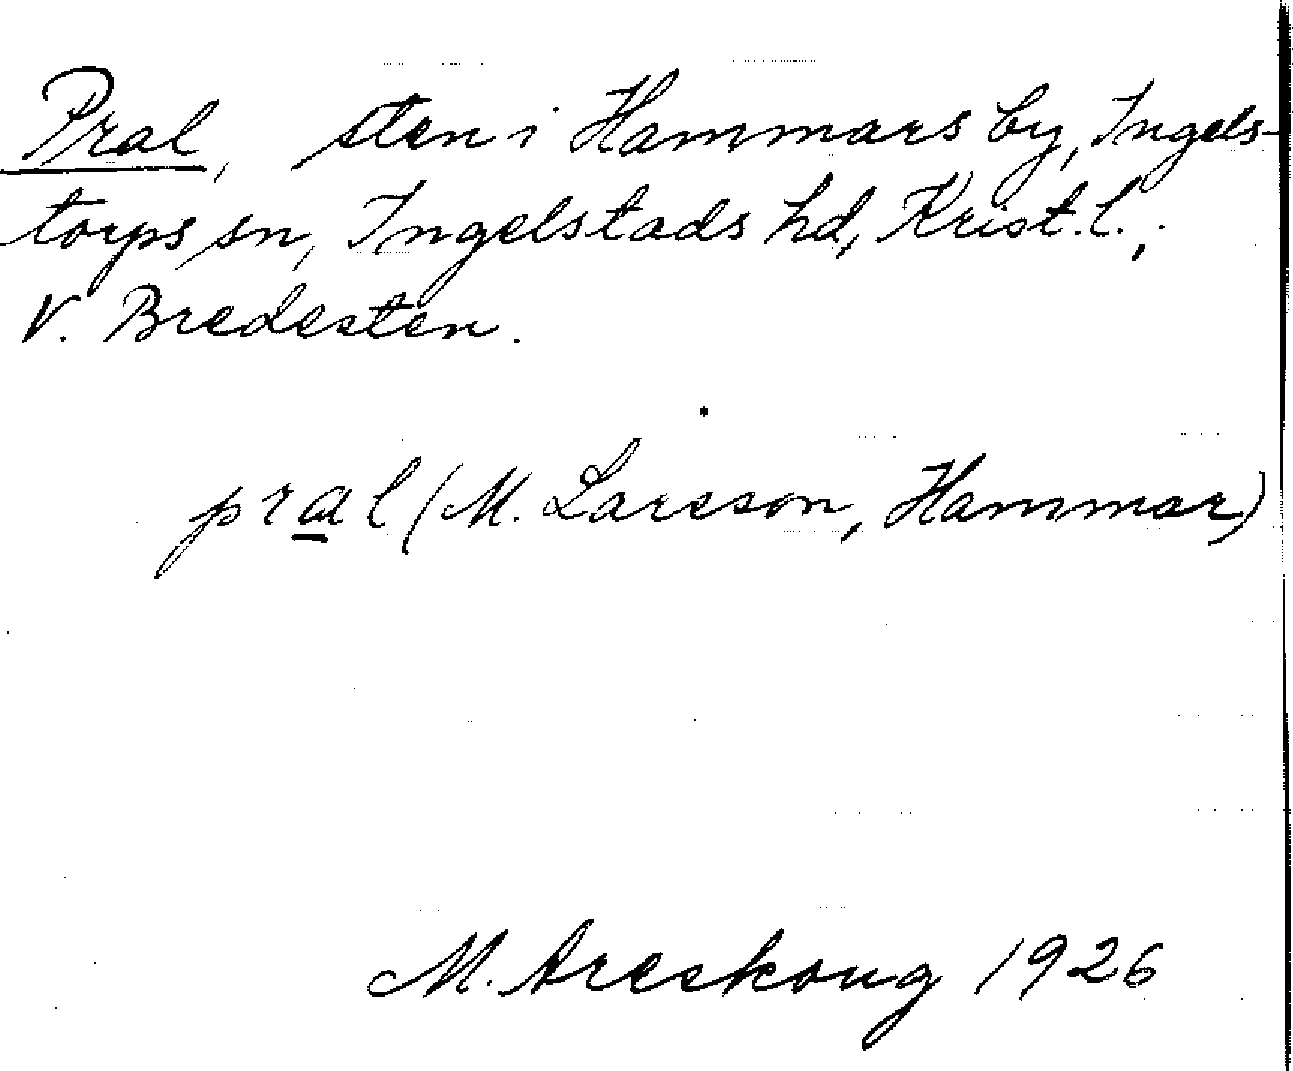 Pral, sten i Hammars by, Ingels-
torps sn, Ingelstads hd, Krist. l.,
V. Bredesten.
pral (M. Larsson, Hammar)
M. Areskoug 1926